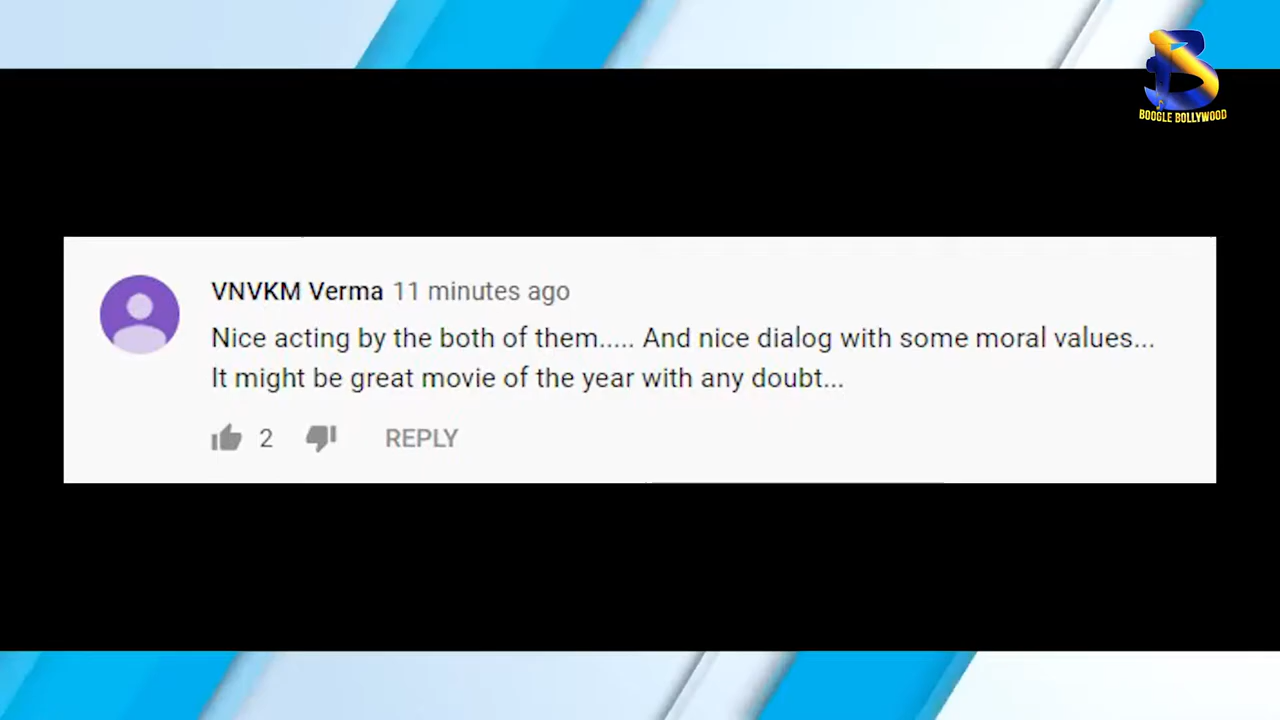 BOOGLE BOLLYWOOD
VNVKM Verma 11 minutes ago
Nice acting by the both of them..... And nice dialog with some moral values...
It might be great movie of the year with any doubt...
2 REPLY